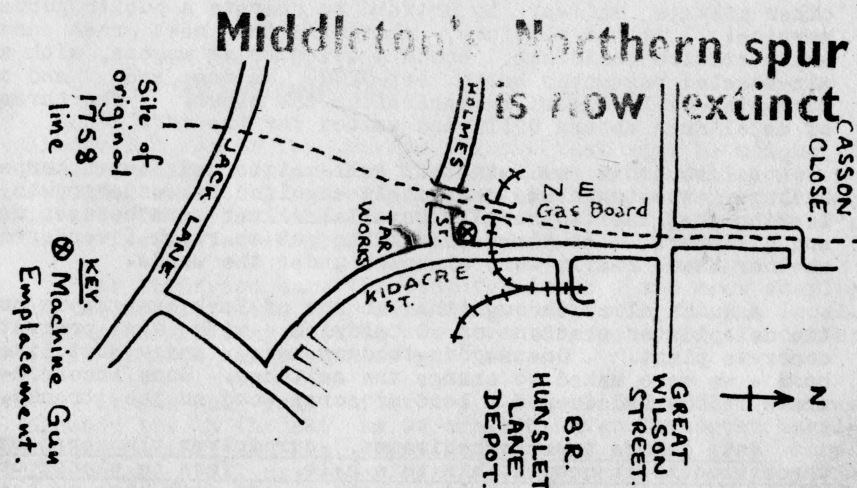 Middleton's Northern spur
is now extinct
Site of
original
1758
line
JACK LANE
HOLMES
ST.
TAR
WORKS
KIDACRE
ST.
N E
Gas Board
CASSON
CLOSE.
GREAT
WILSON
STREET.
B.R.
HUNSLET
LANE
DEPOT.
N
KEY.
⊗ Machine Gun
Emplacement.